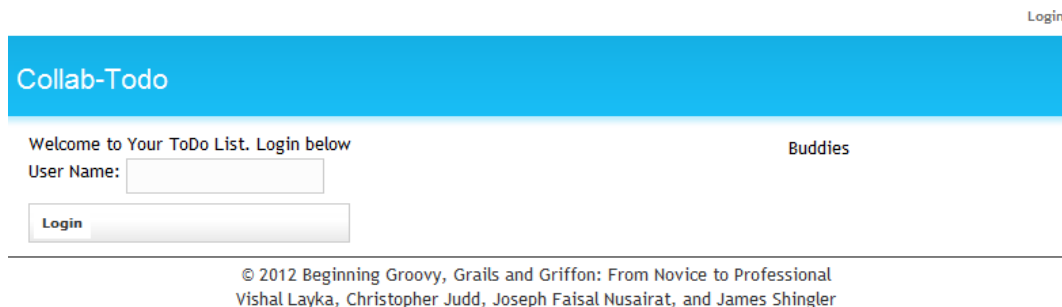 Login
Collab-Todo
Welcome to Your ToDo List. Login below
Buddies
User Name:
Login
© 2012 Beginning Groovy, Grails and Griffon: From Novice to Professional
Vishal Layka, Christopher Judd, Joseph Faisal Nusairat, and James Shingler